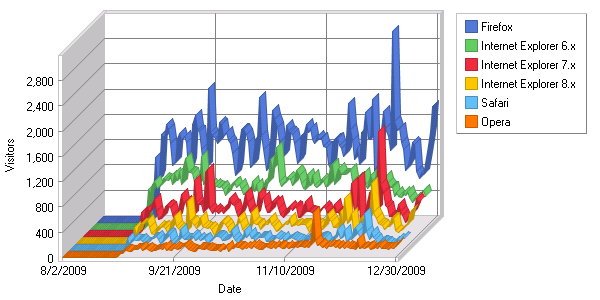 Firefox
Internet Explorer 6.x
Internet Explorer 7.x
Internet Explorer 8.x
Safari
Opera
Visitors
2,800
2,400
2,000
1,600
1,200
800
400
0
8/2/2009
9/21/2009
11/10/2009
12/30/2009
Date